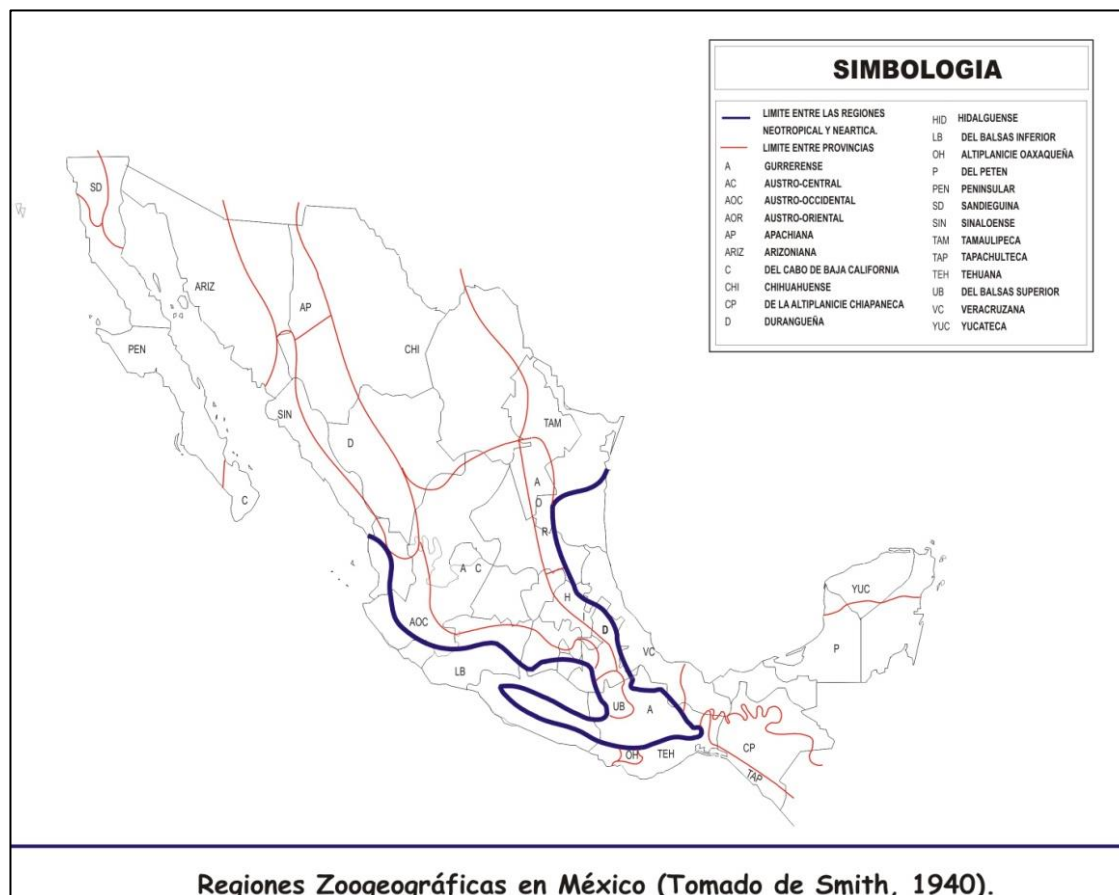 SIMBOLOGIA
LIMITE ENTRE LAS REGIONES
NEOTROPICAL Y NEARTICA.
LIMITE ENTRE PROVINCIAS
A GURRERENSE
AC AUSTRO-CENTRAL
AOC AUSTRO-OCCIDENTAL
AOR AUSTRO-ORIENTAL
AP APACHIANA
ARIZ ARIZONIANA
C DEL CABO DE BAJA CALIFORNIA
CHI CHIHUAHUENSE
CP DE LA ALTIPLANICIE CHIAPANECA
D DURANGUEÑA
HID HIDALGUENSE
LB DEL BALSAS INFERIOR
OH ALTIPLANICIE OAXAQUEÑA
P DEL PETEN
PEN PENINSULAR
SD SANDIEGUINA
SIN SINALOENSE
TAM TAMAULIPECA
TAP TAPACHULTECA
TEH TEHUANA
UB DEL BALSAS SUPERIOR
VC VERACRUZANA
YUC YUCATECA
SD
ARIZ
AP
PEN
CHI
SIN
TAM
D
A
D
R
C
A C
H
I
D
YUC
AOC
VC
P
LB
UB
A
OH
TEH
CP
TAP
Regiones Zoogeográficas en México (Tomado de Smith, 1940).